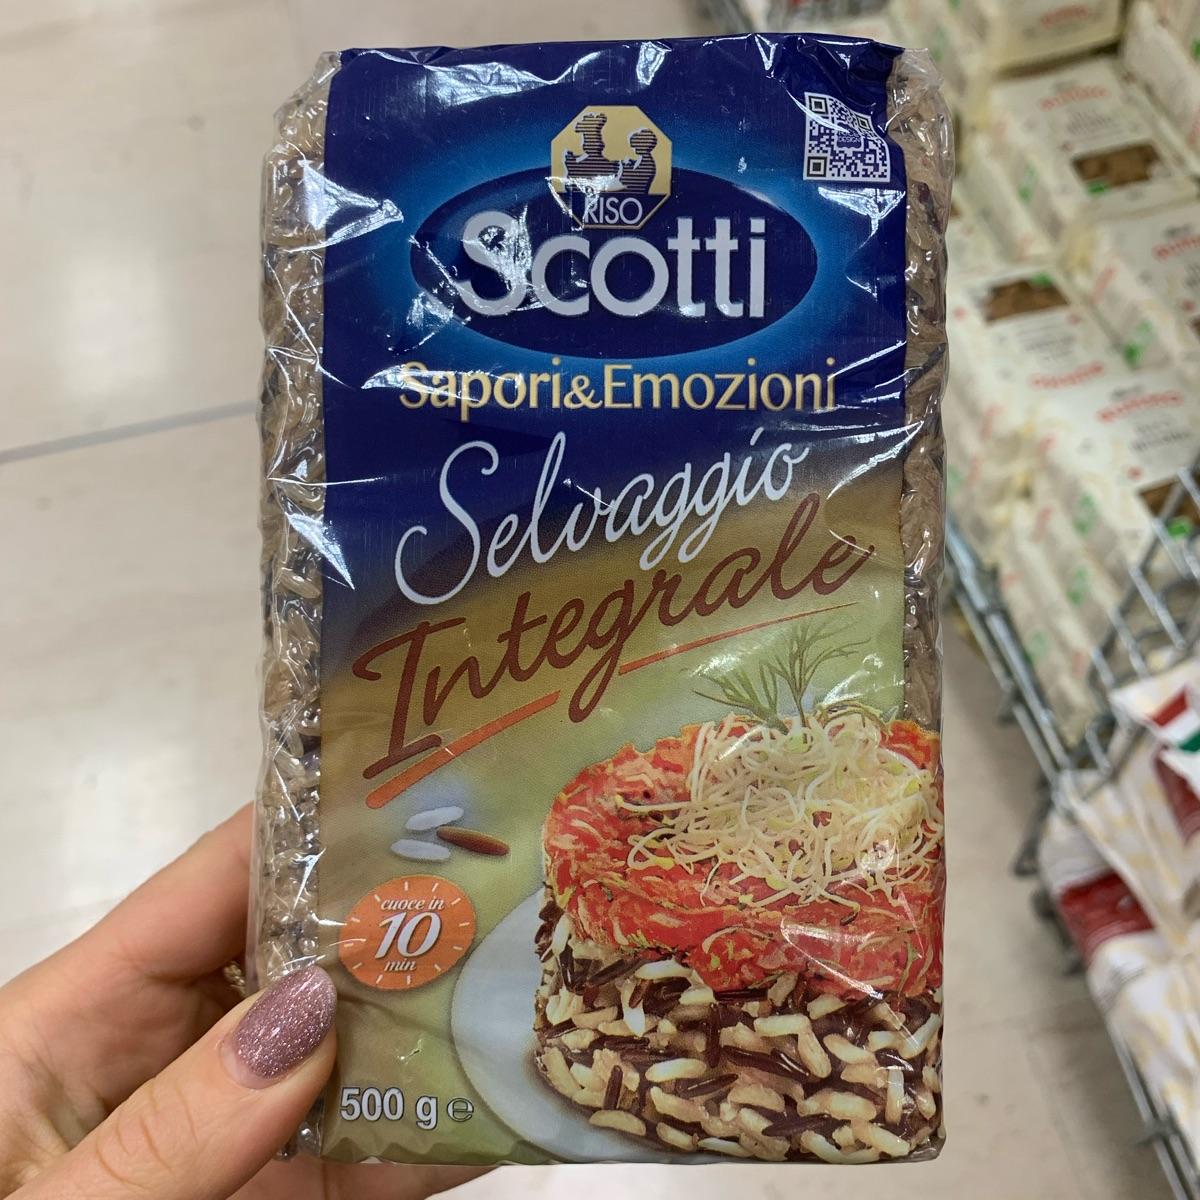 RISO
Scotti
Sapori&Emozioni
Selvaggio
Integrale
cuoce in
10
min
500 g ℮